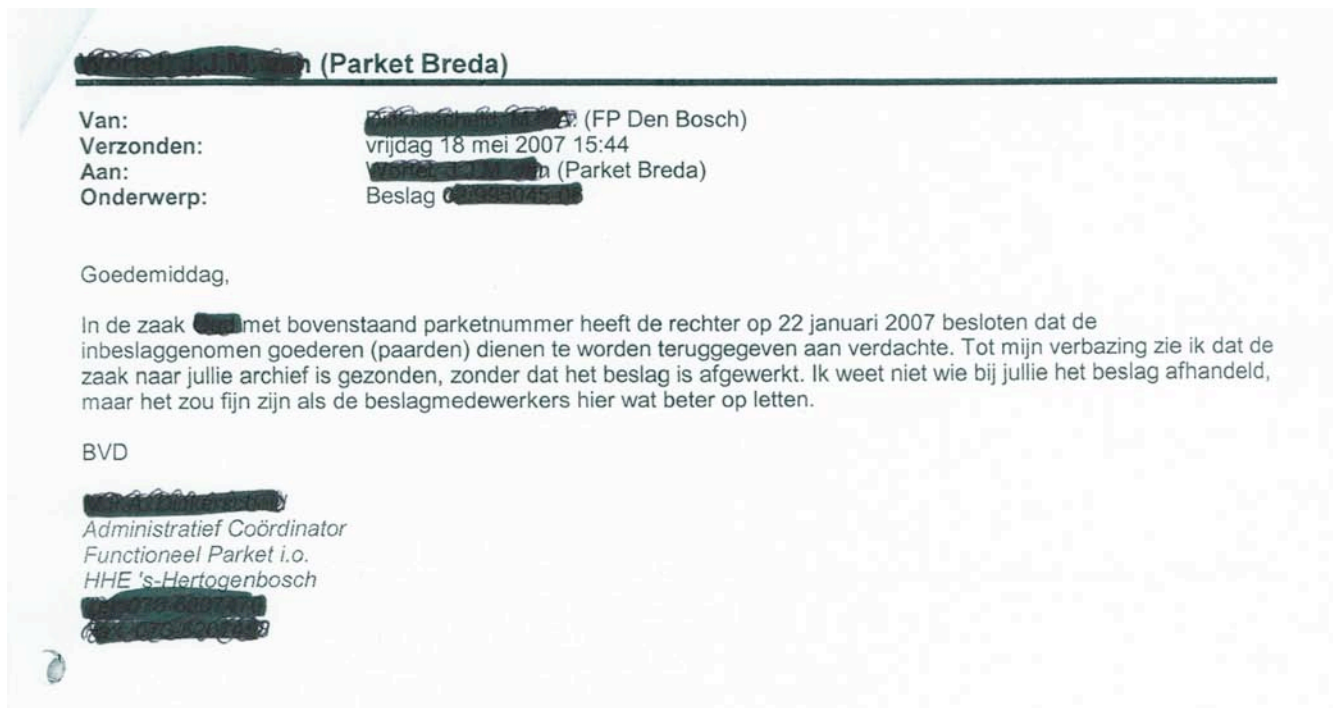 (Parket Breda)
Van: (FP Den Bosch)
Verzonden: vrijdag 18 mei 2007 15:44
Aan: (Parket Breda)
Onderwerp: Beslag
Goedemiddag,
In de zaak met bovenstaand parketnummer heeft de rechter op 22 januari 2007 besloten dat de
inbeslaggenomen goederen (paarden) dienen te worden teruggegeven aan verdachte. Tot mijn verbazing zie ik dat de
zaak naar jullie archief is gezonden, zonder dat het beslag is afgewerkt. Ik weet niet wie bij jullie het beslag afhandeld,
maar het zou fijn zijn als de beslagmedewerkers hier wat beter op letten.
BVD
Administratief Coördinator
Functioneel Parket i.o.
HHE 's-Hertogenbosch